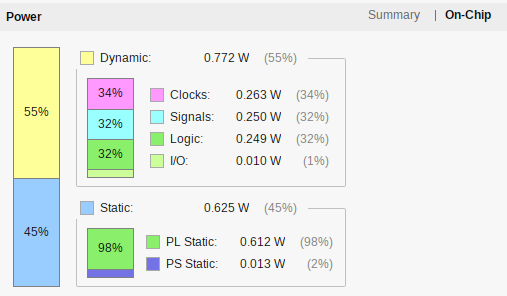 Power Summary | On-Chip
Dynamic: 0.772 W (55%)
55%
34% Clocks: 0.263 W (34%)
32% Signals: 0.250 W (32%)
32% Logic: 0.249 W (32%)
I/O: 0.010 W (1%)
Static: 0.625 W (45%)
45%
98% PL Static: 0.612 W (98%)
PS Static: 0.013 W (2%)